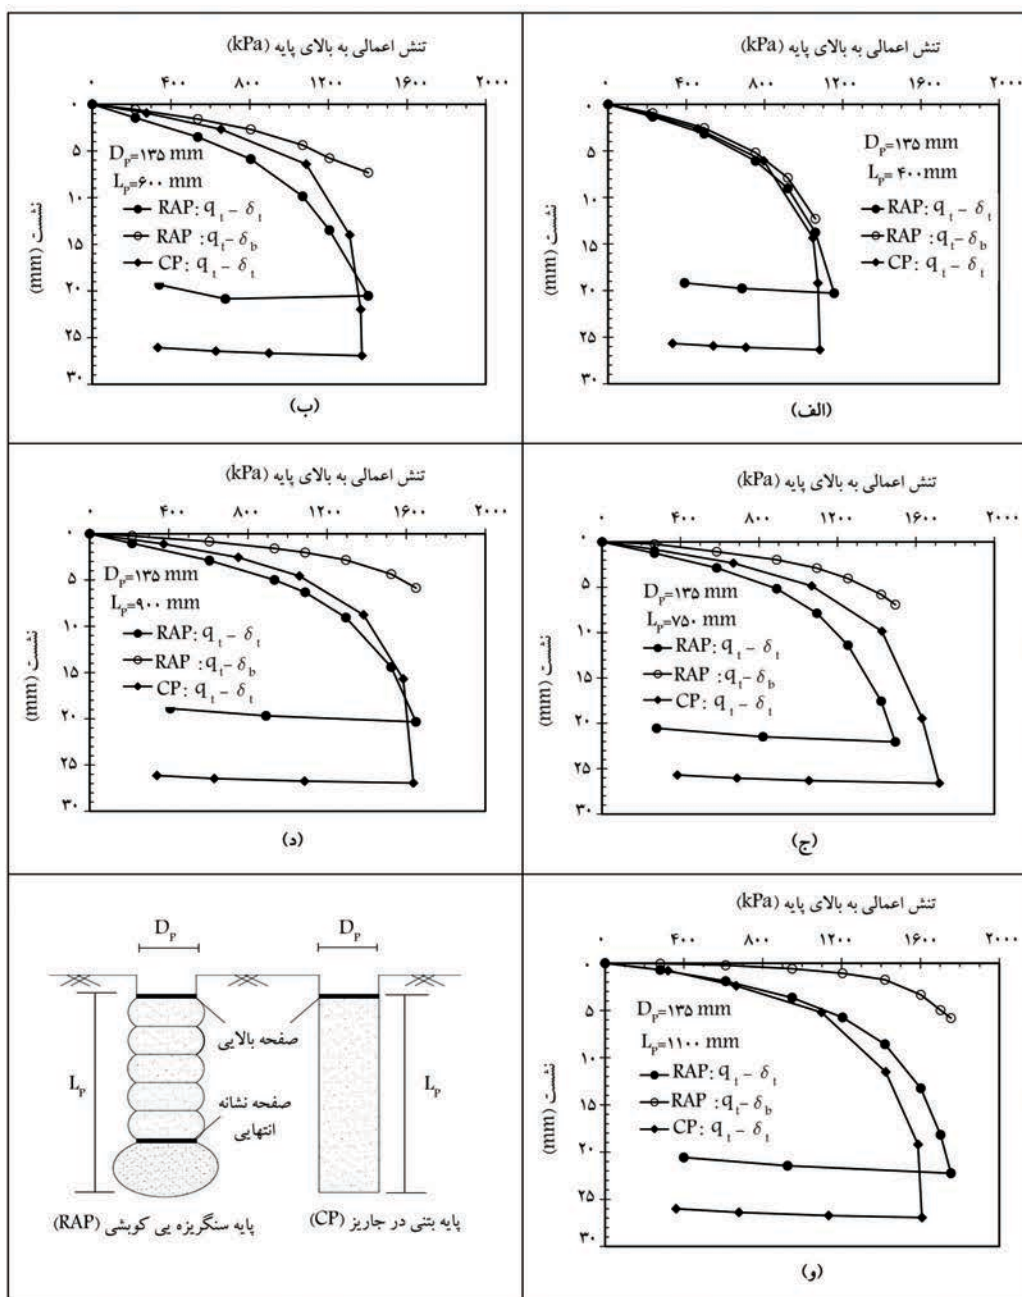 تنش اعمالی به بالای پایه (kPa)
۰ ۴۰۰ ۸۰۰ ۱۲۰۰ ۱۶۰۰ ۲۰۰۰
۰
۵
۱۰
۱۵
۲۰
۲۵
۳۰
نشست (mm)
D_P=۱۳۵ mm
L_P=۴۰۰mm
RAP: q_t – δ_t
RAP : q_t– δ_b
CP: q_t – δ_t
(الف)
تنش اعمالی به بالای پایه (kPa)
۰ ۴۰۰ ۸۰۰ ۱۲۰۰ ۱۶۰۰ ۲۰۰۰
۰
۵
۱۰
۱۵
۲۰
۲۵
۳۰
نشست (mm)
D_P=۱۳۵ mm
L_P=۶۰۰ mm
RAP: q_t – δ_t
RAP : q_t– δ_b
CP: q_t – δ_t
(ب)
تنش اعمالی به بالای پایه (kPa)
۰ ۴۰۰ ۸۰۰ ۱۲۰۰ ۱۶۰۰ ۲۰۰۰
۰
۵
۱۰
۱۵
۲۰
۲۵
۳۰
نشست (mm)
D_P=۱۳۵ mm
L_P=۷۵۰ mm
RAP: q_t – δ_t
RAP : q_t– δ_b
CP: q_t – δ_t
(ج)
تنش اعمالی به بالای پایه (kPa)
۰ ۴۰۰ ۸۰۰ ۱۲۰۰ ۱۶۰۰ ۲۰۰۰
۰
۵
۱۰
۱۵
۲۰
۲۵
۳۰
نشست (mm)
D_P=۱۳۵ mm
L_P=۹۰۰ mm
RAP: q_t – δ_t
RAP : q_t– δ_b
CP: q_t – δ_t
(د)
تنش اعمالی به بالای پایه (kPa)
۰ ۴۰۰ ۸۰۰ ۱۲۰۰ ۱۶۰۰ ۲۰۰۰
۰
۵
۱۰
۱۵
۲۰
۲۵
۳۰
نشست (mm)
D_P=۱۳۵ mm
L_P=۱۱۰۰ mm
RAP: q_t – δ_t
RAP : q_t– δ_b
CP: q_t – δ_t
(و)
D_P
D_P
صفحه بالایی
L_P
L_P
صفحه نشانه
انتهایی
پایه بتنی در جاریز (CP)
پایه سنگریزه یی کوبشی (RAP)